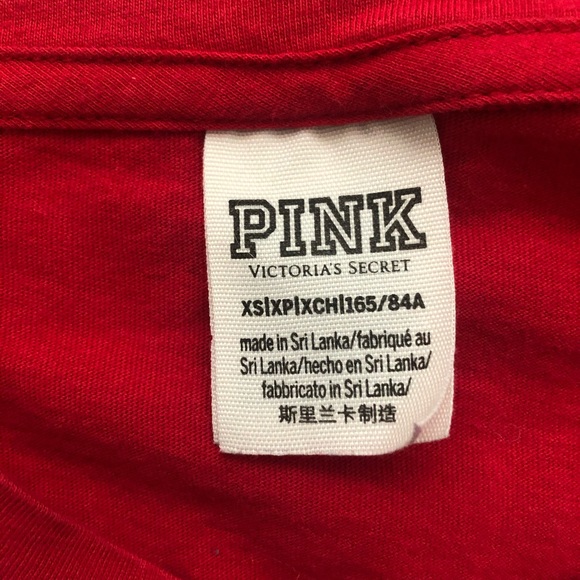 PINK
VICTORIA'S SECRET
XS|XP|XCH|165/84A
made in Sri Lanka/fabriqué au
Sri Lanka/hecho en Sri Lanka/
fabbricato in Sri Lanka/
斯里兰卡制造